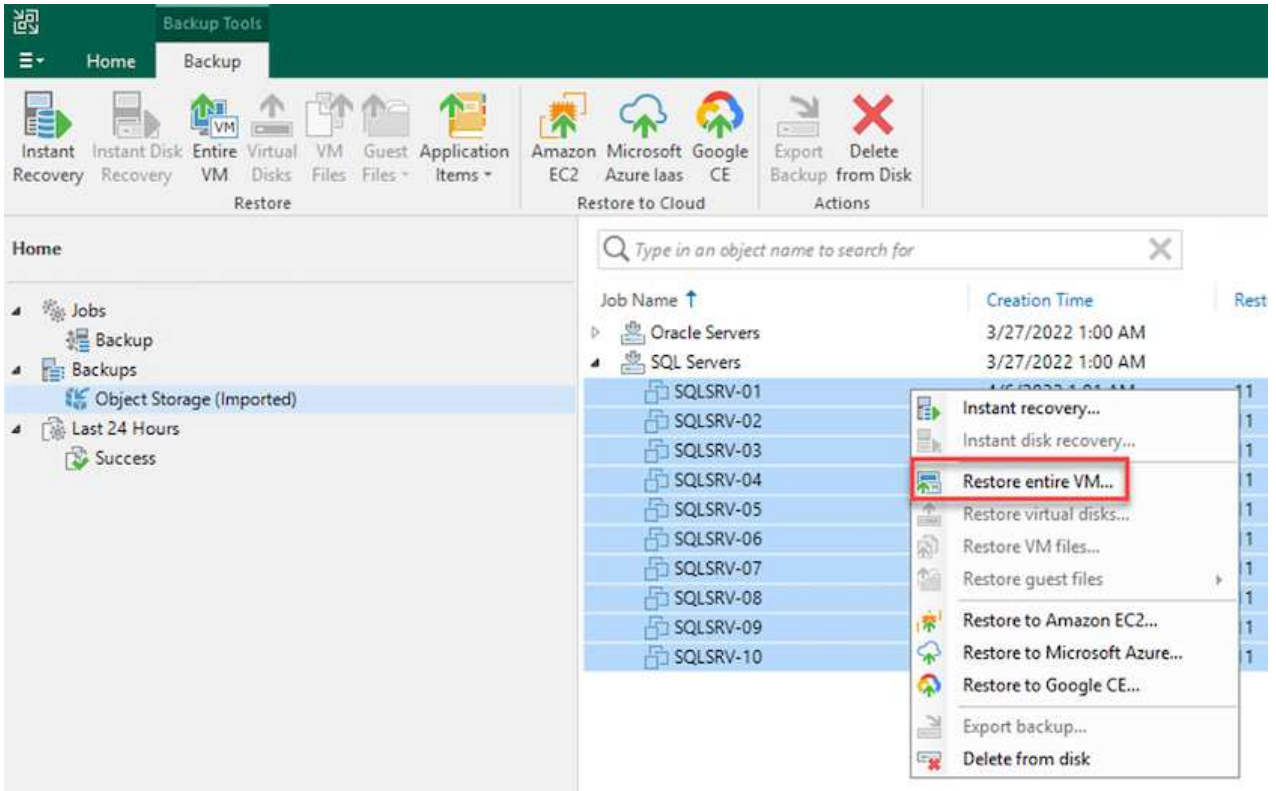 Backup Tools
Home Backup
Instant Recovery
Instant Disk Recovery
Entire VM
VM
Virtual Disks
VM Files
Guest Files
Application Items
Restore
Amazon EC2
Microsoft Azure Iaas
Google CE
Restore to Cloud
Export Backup
Delete from Disk
Actions
Home
Type in an object name to search for
Jobs
Backup
Backups
Object Storage (Imported)
Last 24 Hours
Success
Job Name Creation Time Rest
Oracle Servers 3/27/2022 1:00 AM
SQL Servers 3/27/2022 1:00 AM
SQLSRV-01 11
SQLSRV-02
SQLSRV-03
SQLSRV-04
SQLSRV-05
SQLSRV-06
SQLSRV-07
SQLSRV-08
SQLSRV-09
SQLSRV-10
Instant recovery...
Instant disk recovery...
Restore entire VM...
Restore virtual disks...
Restore VM files...
Restore guest files
Restore to Amazon EC2...
Restore to Microsoft Azure...
Restore to Google CE...
Export backup...
Delete from disk